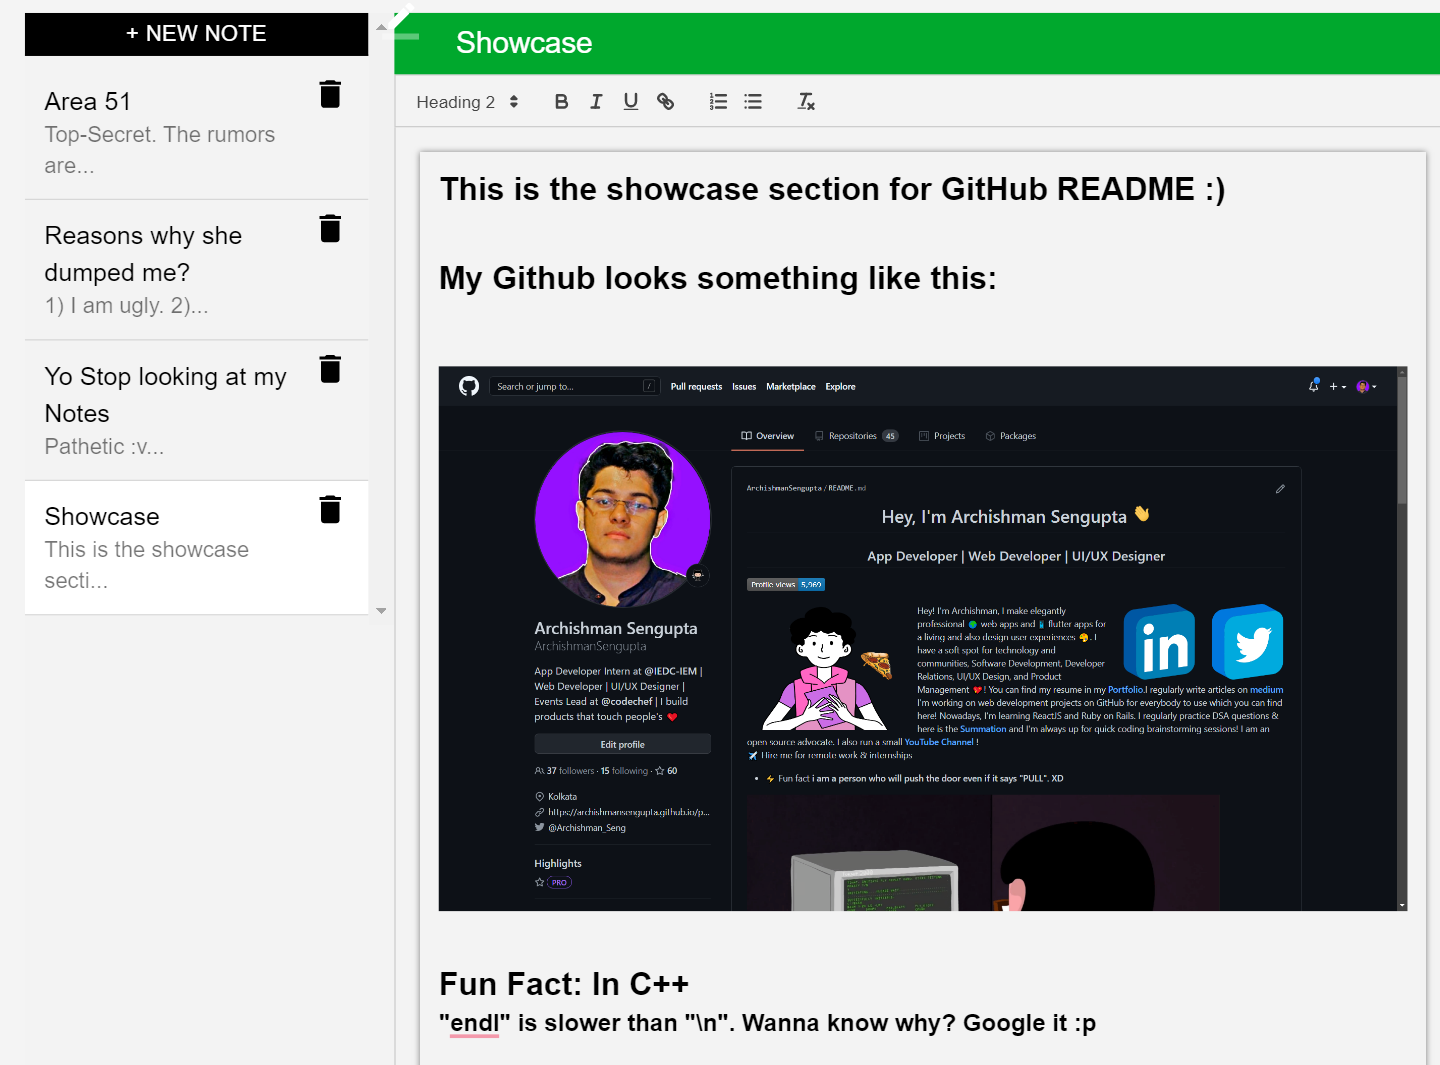 + NEW NOTE
Area 51
Top-Secret. The rumors
are...
Reasons why she
dumped me?
1) I am ugly. 2)...
Yo Stop looking at my
Notes
Pathetic :v...
Showcase
This is the showcase
secti...
Showcase
Heading 2
This is the showcase section for GitHub README :)
My Github looks something like this:
Search or jump to... /
Pull requests Issues Marketplace Explore
Overview Repositories 45 Projects Packages
ArchishmanSengupta / README.md
Hey, I'm Archishman Sengupta 👋
App Developer | Web Developer | UI/UX Designer
Profile views 5,969
Hey! I'm Archishman, I make elegantly
professional web apps and flutter apps for
a living and also design user experiences . I
have a soft spot for technology and
communities, Software Development, Developer
Relations, UI/UX Design, and Product
Management ! You can find my resume in my Portfolio.I regularly write articles on medium
I'm working on web development projects on GitHub for everybody to use which you can find
here! Nowadays, I'm learning ReactJS and Ruby on Rails. I regularly practice DSA questions &
here is the Summation and I'm always up for quick coding brainstorming sessions! I am an
open source advocate. I also run a small YouTube Channel !
✈️ Hire me for remote work & internships
• ⚡ Fun fact i am a person who will push the door even if it says "PULL". XD
in
Archishman Sengupta
ArchishmanSengupta
App Developer Intern at @IEDC-IEM |
Web Developer | UI/UX Designer |
Events Lead at @codechef | I build
products that touch people's ❤️
Edit profile
37 followers · 15 following · 60
Kolkata
https://archishmansengupta.github.io/p...
@Archishman_Seng
Highlights
PRO
Fun Fact: In C++
"endl" is slower than "\n". Wanna know why? Google it :p